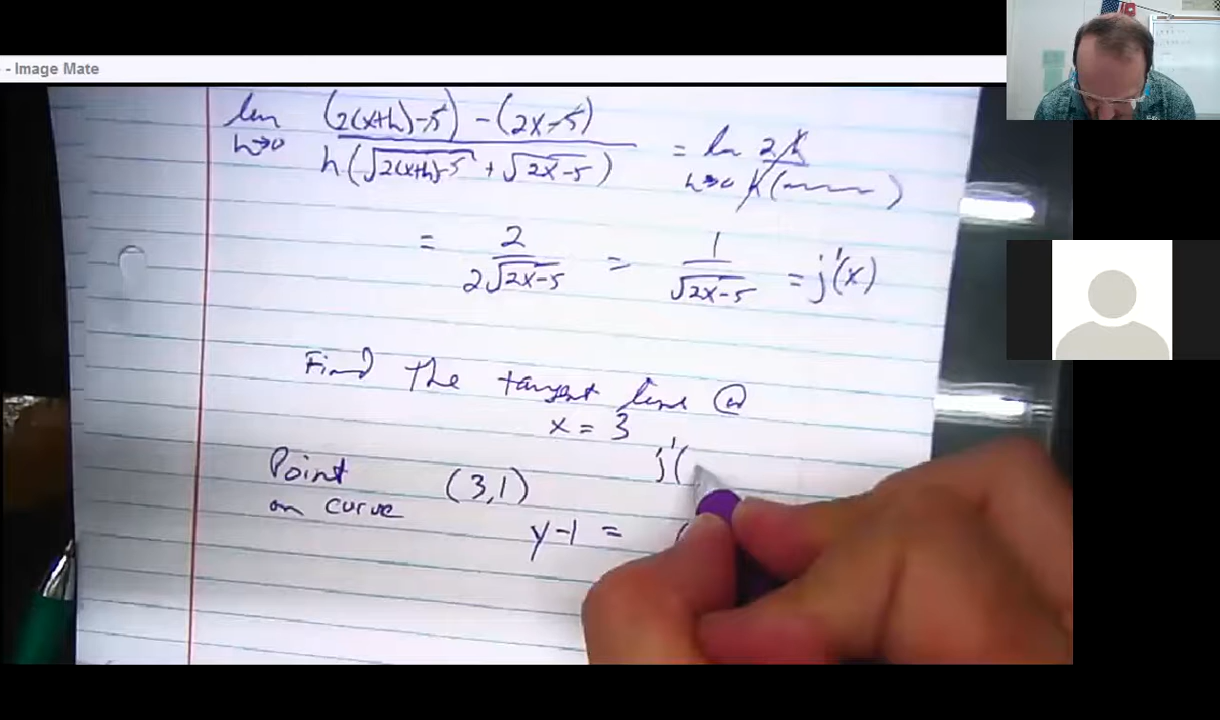 - Image Mate
lim h→0 ((2(x+h)-5) - (2x-5)) / (h(√(2(x+h)-5) + √(2x-5))) = lim h→0 2h / h(
= 2 / (2√(2x-5)) = 1 / √(2x-5) = j'(x)
Find the tangent line @
x = 3
j'(
Point (3,1)
on curve
y-1 = (